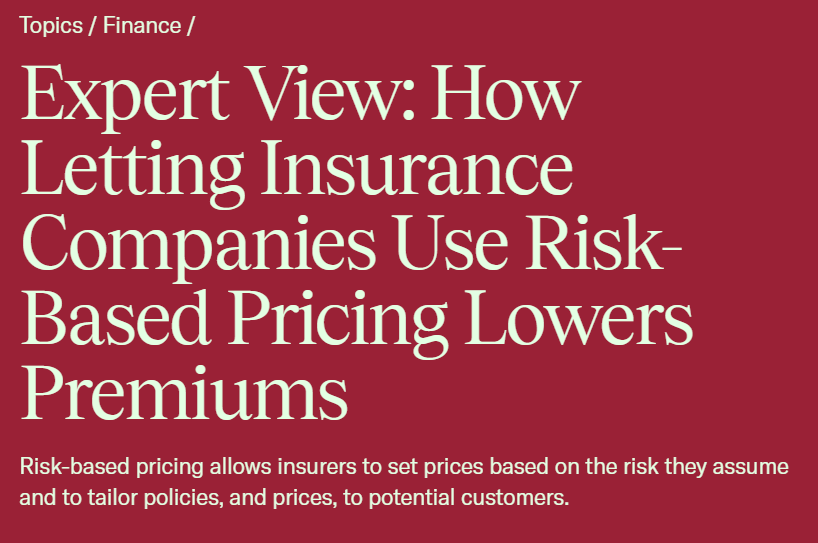 Topics / Finance /
Expert View: How
Letting Insurance
Companies Use Risk-
Based Pricing Lowers
Premiums
Risk-based pricing allows insurers to set prices based on the risk they assume
and to tailor policies, and prices, to potential customers.